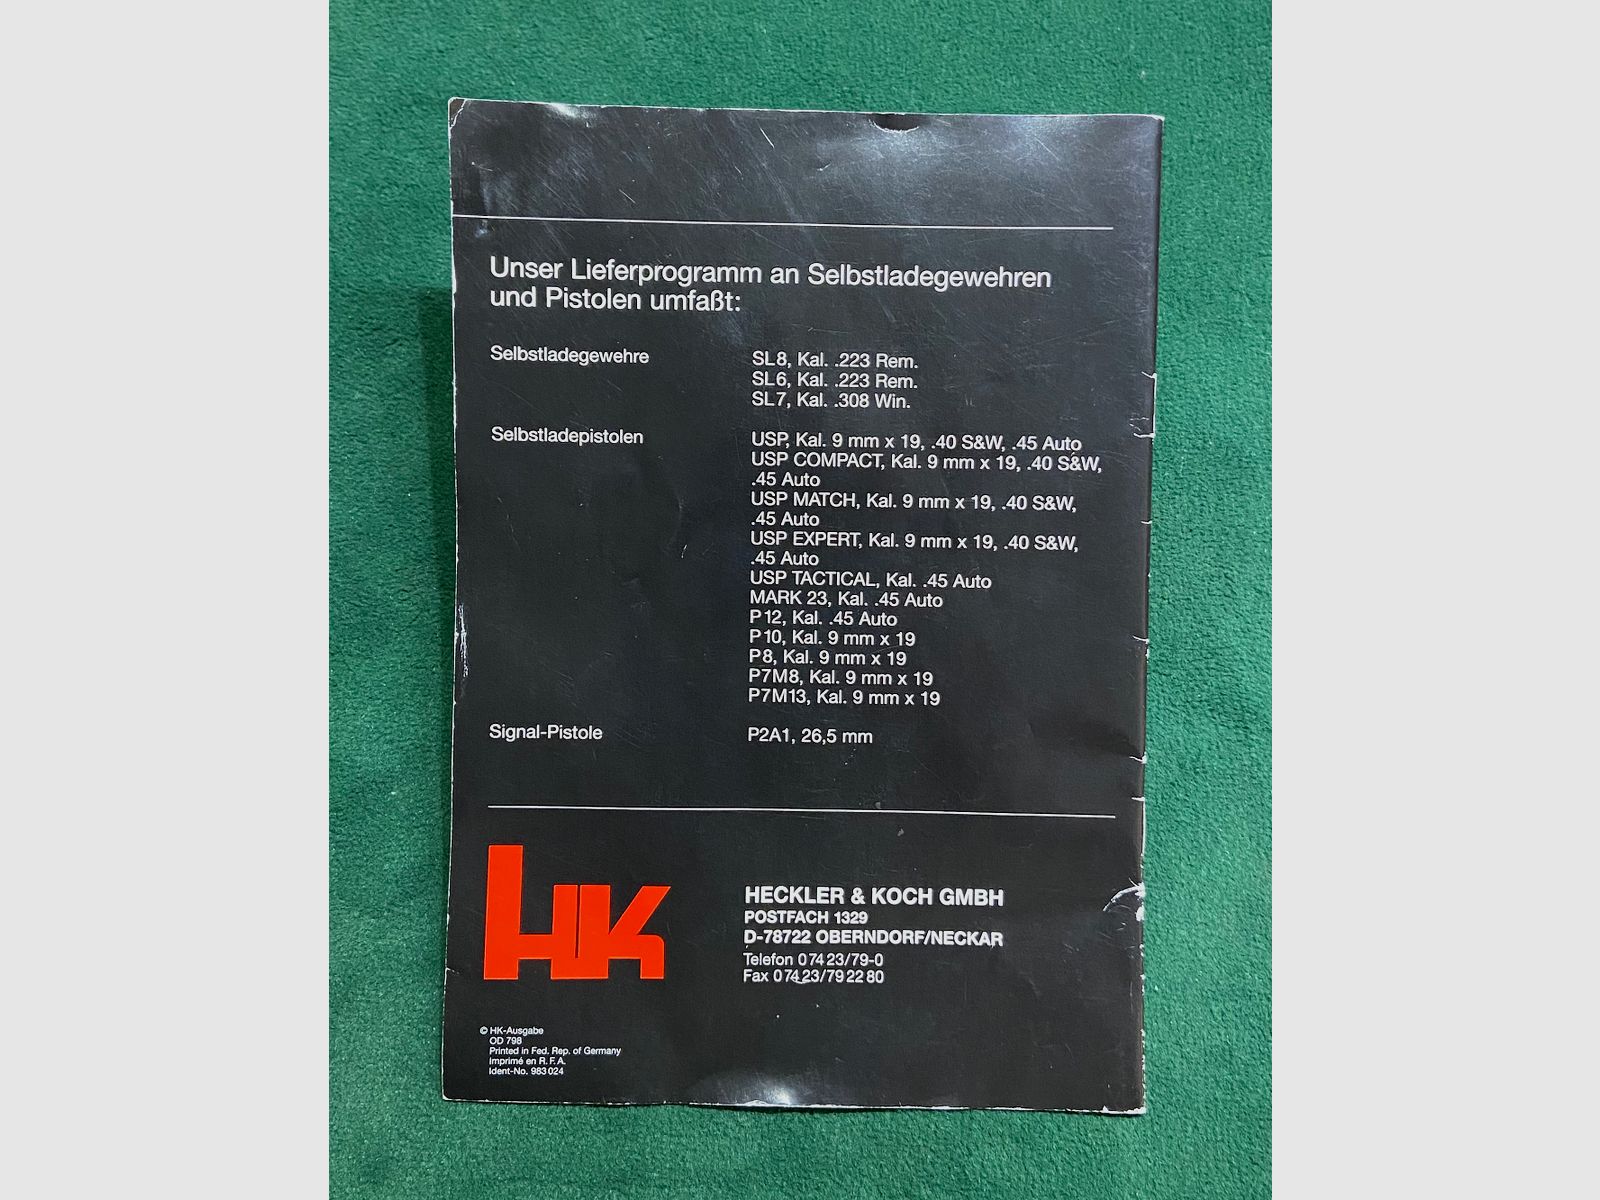 Unser Lieferprogramm an Selbstladegewehren
und Pistolen umfaßt:
Selbstladegewehre
SL8, Kal. .223 Rem.
SL6, Kal. .223 Rem.
SL7, Kal. .308 Win.
Selbstladepistolen
USP, Kal. 9 mm x 19, .40 S&W, .45 Auto
USP COMPACT, Kal. 9 mm x 19, .40 S&W,
.45 Auto
USP MATCH, Kal. 9 mm x 19, .40 S&W,
.45 Auto
USP EXPERT, Kal. 9 mm x 19, .40 S&W,
.45 Auto
USP TACTICAL, Kal. .45 Auto
MARK 23, Kal. .45 Auto
P12, Kal. .45 Auto
P10, Kal. 9 mm x 19
P8, Kal. 9 mm x 19
P7M8, Kal. 9 mm x 19
P7M13, Kal. 9 mm x 19
Signal-Pistole
P2A1, 26,5 mm
HK
HECKLER & KOCH GMBH
POSTFACH 1329
D-78722 OBERNDORF/NECKAR
Telefon 0 74 23/79-0
Fax 0 74 23/79 22 80
© HK-Ausgabe
OD 798
Printed in Fed. Rep. of Germany
Imprimé en R. F. A.
Ident-No. 983 024